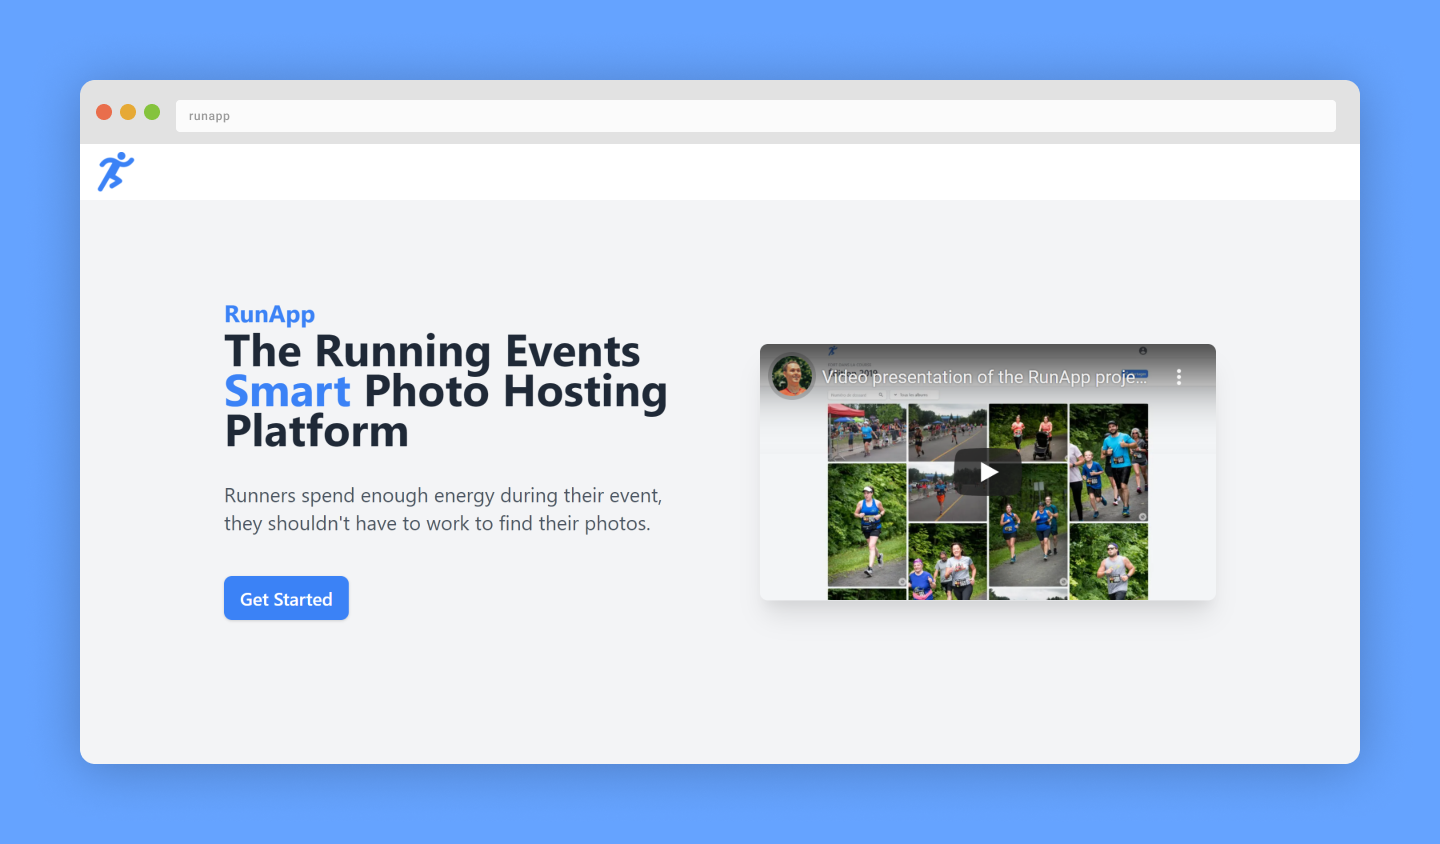 runapp
RunApp
The Running Events
Smart Photo Hosting
Platform
Runners spend enough energy during their event,
they shouldn't have to work to find their photos.
Get Started
Video presentation of the RunApp proje...